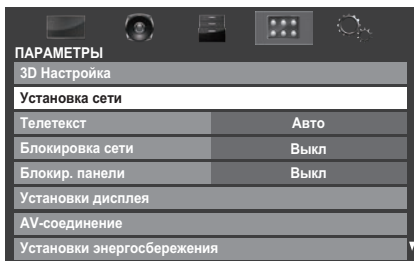 ПАРАМЕТРЫ
3D Настройка
Установка сети
Телетекст Авто
Блокировка сети Выкл
Блокир. панели Выкл
Установки дисплея
AV-соединение
Установки энергосбережения